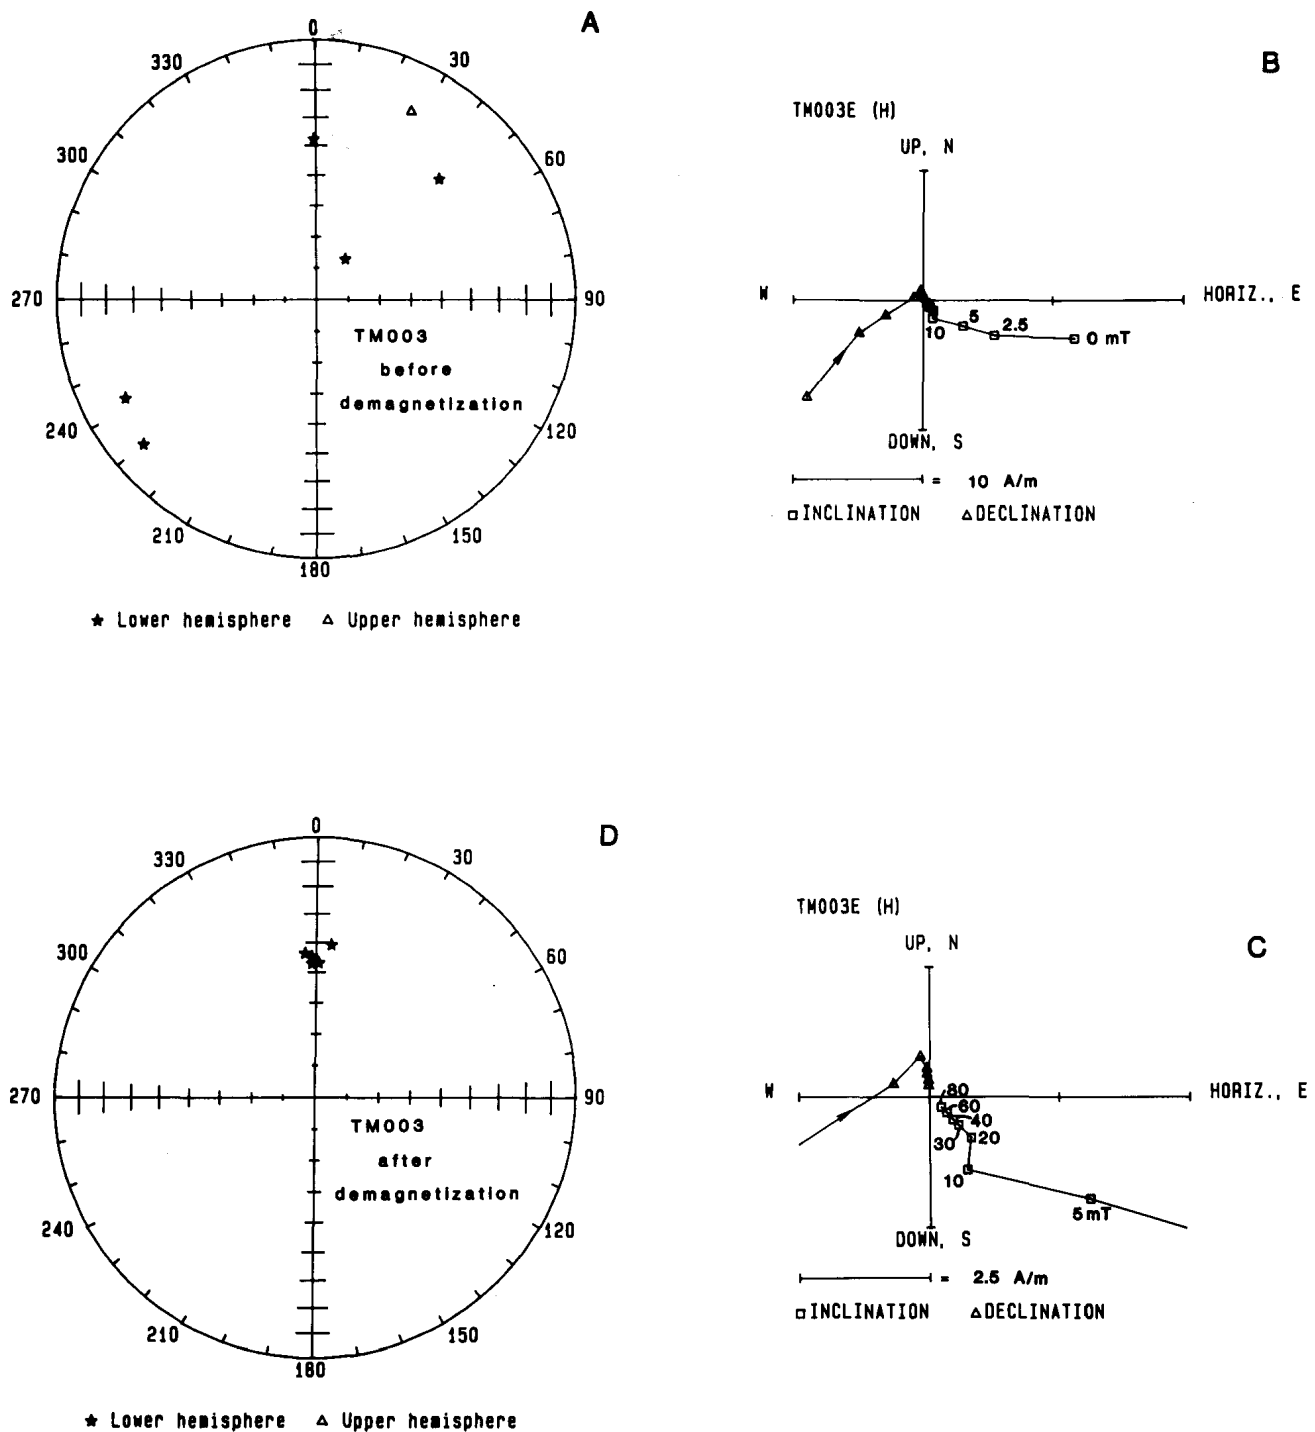 A
0
330
30
300
60
270
90
TM003
before
demagnetization
240
120
210
150
180
★ Lower hemisphere △ Upper hemisphere
B
TM003E (H)
UP, N
W
HORIZ., E
10
5
2.5
0 mT
DOWN, S
= 10 A/m
□ INCLINATION △ DECLINATION
D
0
330
30
300
60
270
90
TM003
after
demagnetization
240
120
210
150
180
★ Lower hemisphere △ Upper hemisphere
C
TM003E (H)
UP, N
W
HORIZ., E
80
60
40
30
20
10
5 mT
DOWN, S
= 2.5 A/m
□ INCLINATION △ DECLINATION